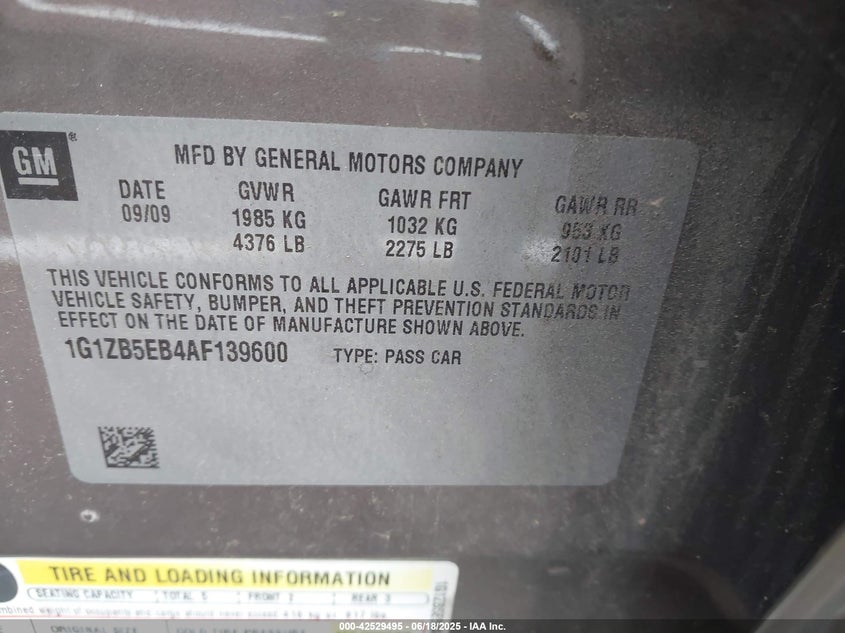 GM
MFD BY GENERAL MOTORS COMPANY
DATE GVWR GAWR FRT GAWR RR
09/09 1985 KG 1032 KG 953 KG
4376 LB 2275 LB 2101 LB
THIS VEHICLE CONFORMS TO ALL APPLICABLE U.S. FEDERAL MOTOR
VEHICLE SAFETY, BUMPER, AND THEFT PREVENTION STANDARDS IN
EFFECT ON THE DATE OF MANUFACTURE SHOWN ABOVE.
1G1ZB5EB4AF139600 TYPE: PASS CAR
TIRE AND LOADING INFORMATION
SEATING CAPACITY TOTAL 5 FRONT 2 REAR 3
000-42529495 - 06/18/2025 - IAA Inc.